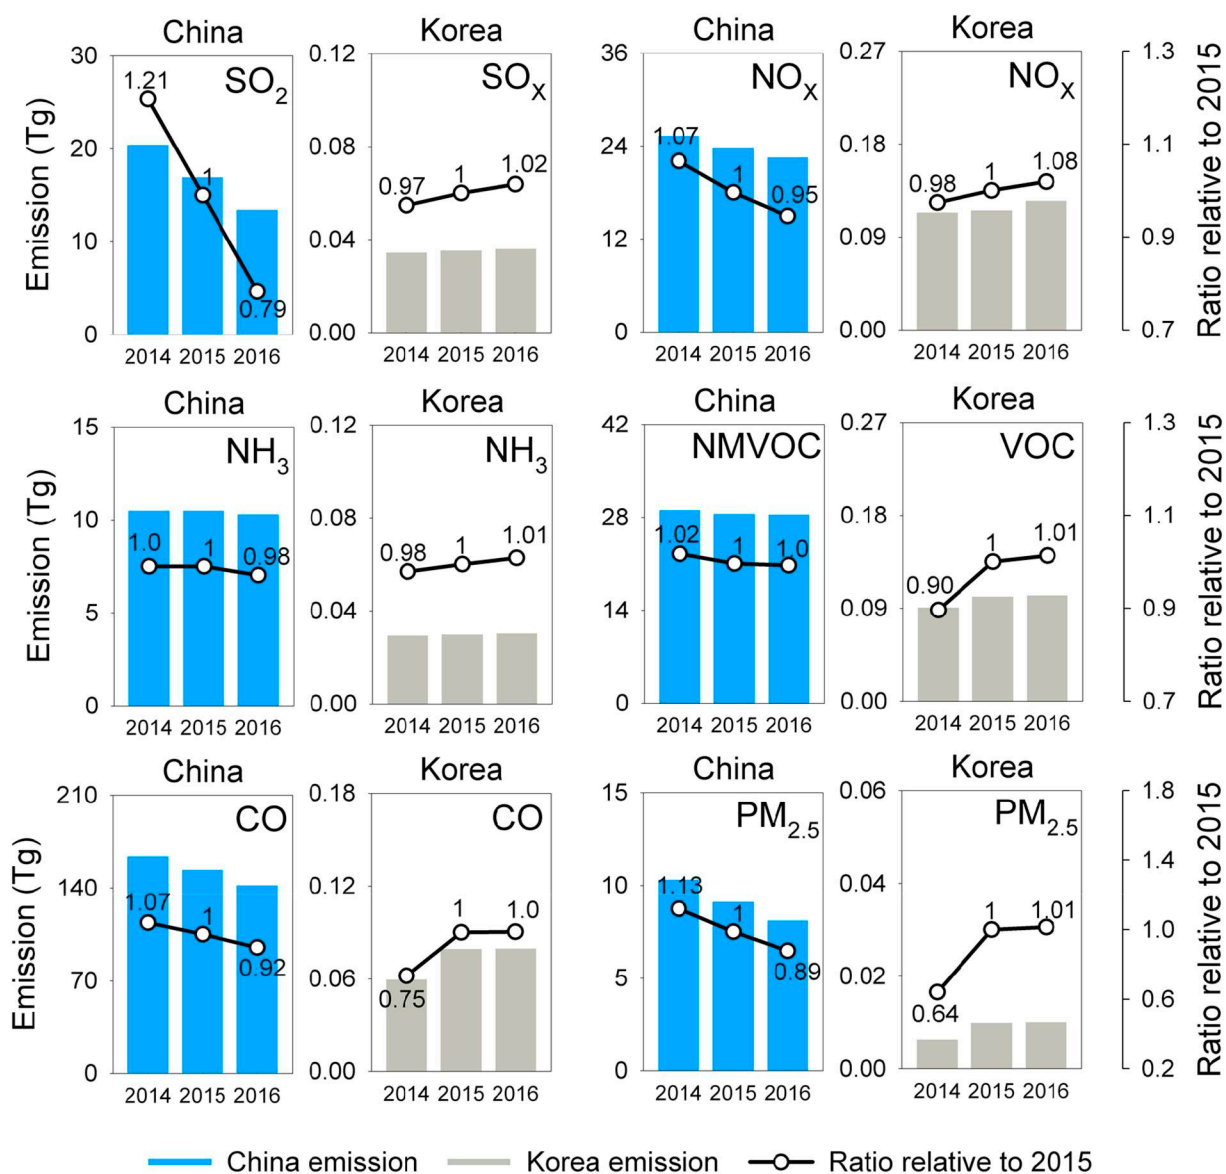 China
Korea
China
Korea
Emission (Tg)
30
20
10
0
SO2
1.21
1
0.79
2014 2015 2016
0.12
0.08
0.04
0.00
SOX
0.97
1
1.02
2014 2015 2016
36
24
12
0
NOX
1.07
1
0.95
2014 2015 2016
0.27
0.18
0.09
0.00
NOX
0.98
1
1.08
2014 2015 2016
1.3
1.1
0.9
0.7
Ratio relative to 2015
China
Korea
China
Korea
Emission (Tg)
15
10
5
0
NH3
1.0
1
0.98
2014 2015 2016
0.12
0.08
0.04
0.00
NH3
0.98
1
1.01
2014 2015 2016
42
28
14
0
NMVOC
1.02
1
1.0
2014 2015 2016
0.27
0.18
0.09
0.00
VOC
0.90
1
1.01
2014 2015 2016
1.3
1.1
0.9
0.7
Ratio relative to 2015
China
Korea
China
Korea
Emission (Tg)
210
140
70
0
CO
1.07
1
0.92
2014 2015 2016
0.18
0.12
0.06
0.00
CO
0.75
1
1.0
2014 2015 2016
15
10
5
0
PM2.5
1.13
1
0.89
2014 2015 2016
0.06
0.04
0.02
0.00
PM2.5
0.64
1
1.01
2014 2015 2016
1.8
1.4
1.0
0.6
0.2
Ratio relative to 2015
China emission Korea emission Ratio relative to 2015